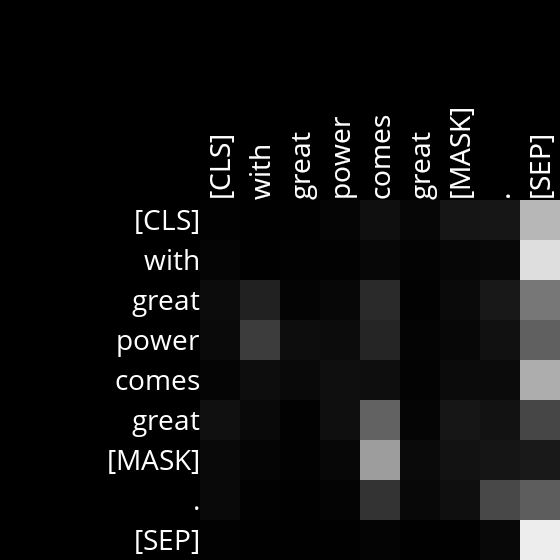 [CLS] with great power comes great [MASK] . [SEP]
[CLS]
with
great
power
comes
great
[MASK]
.
[SEP]